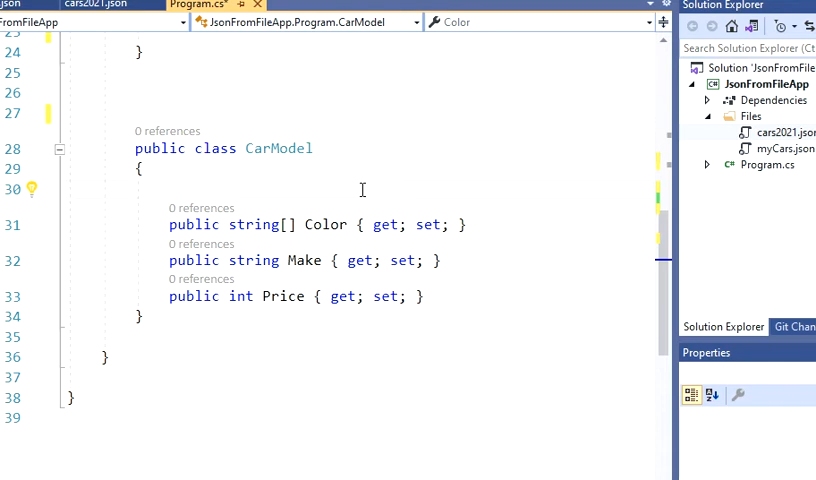 .json
cars2021.json
Program.cs*
FromFileApp
JsonFromFileApp.Program.CarModel
Color
23
24 }
25
26
27
0 references
28 public class CarModel
29 {
30
0 references
31 public string[] Color { get; set; }
0 references
32 public string Make { get; set; }
0 references
33 public int Price { get; set; }
34 }
35
36 }
37
38 }
39
Solution Explorer
Search Solution Explorer (Ct
Solution 'JsonFromFile
JsonFromFileApp
Dependencies
Files
cars2021.json
myCars.json
C# Program.cs
Solution Explorer Git Chan
Properties